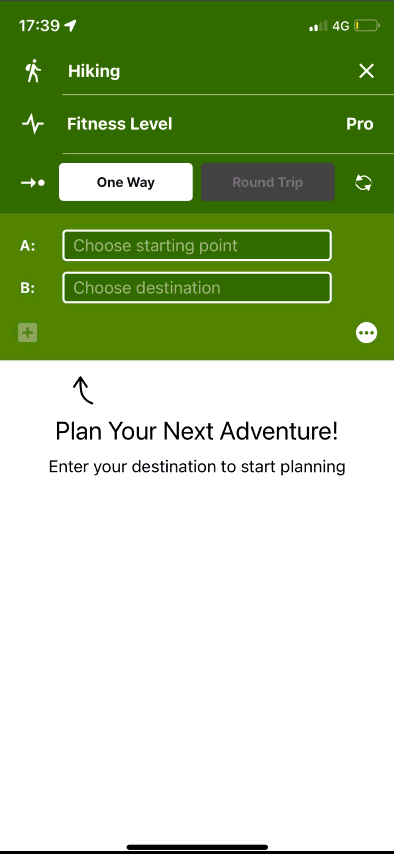 17:39
4G
Hiking
Fitness Level Pro
One Way Round Trip
A: Choose starting point
B: Choose destination
Plan Your Next Adventure!
Enter your destination to start planning